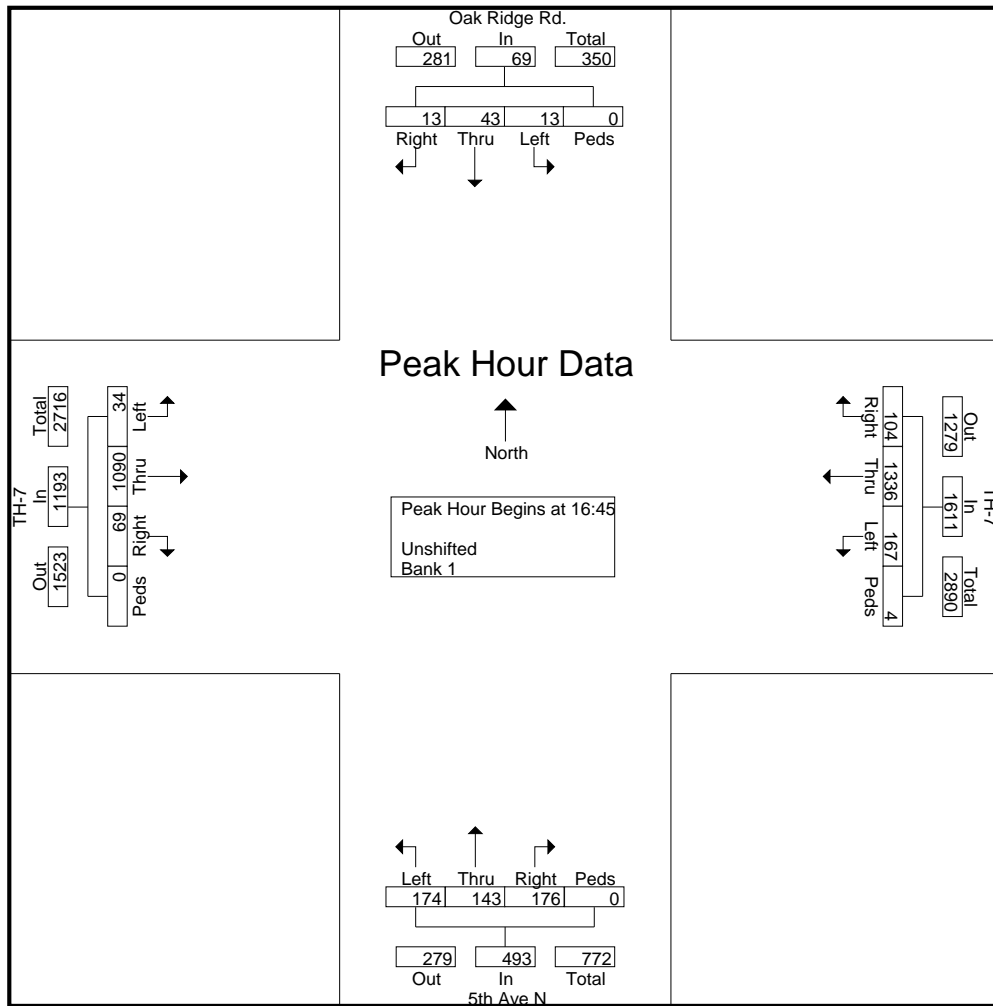 Oak Ridge Rd.
Out In Total
281 69 350
13 43 13 0
Right Thru Left Peds
Peak Hour Data
North
Peak Hour Begins at 16:45
Unshifted
Bank 1
TH-7
Out In Total
1523 1193 2716
0 69 1090 34
Peds Right Thru Left
TH-7
Out In Total
1279 1611 2890
104 1336 167 4
Right Thru Left Peds
Left Thru Right Peds
174 143 176 0
279 493 772
Out In Total
5th Ave N